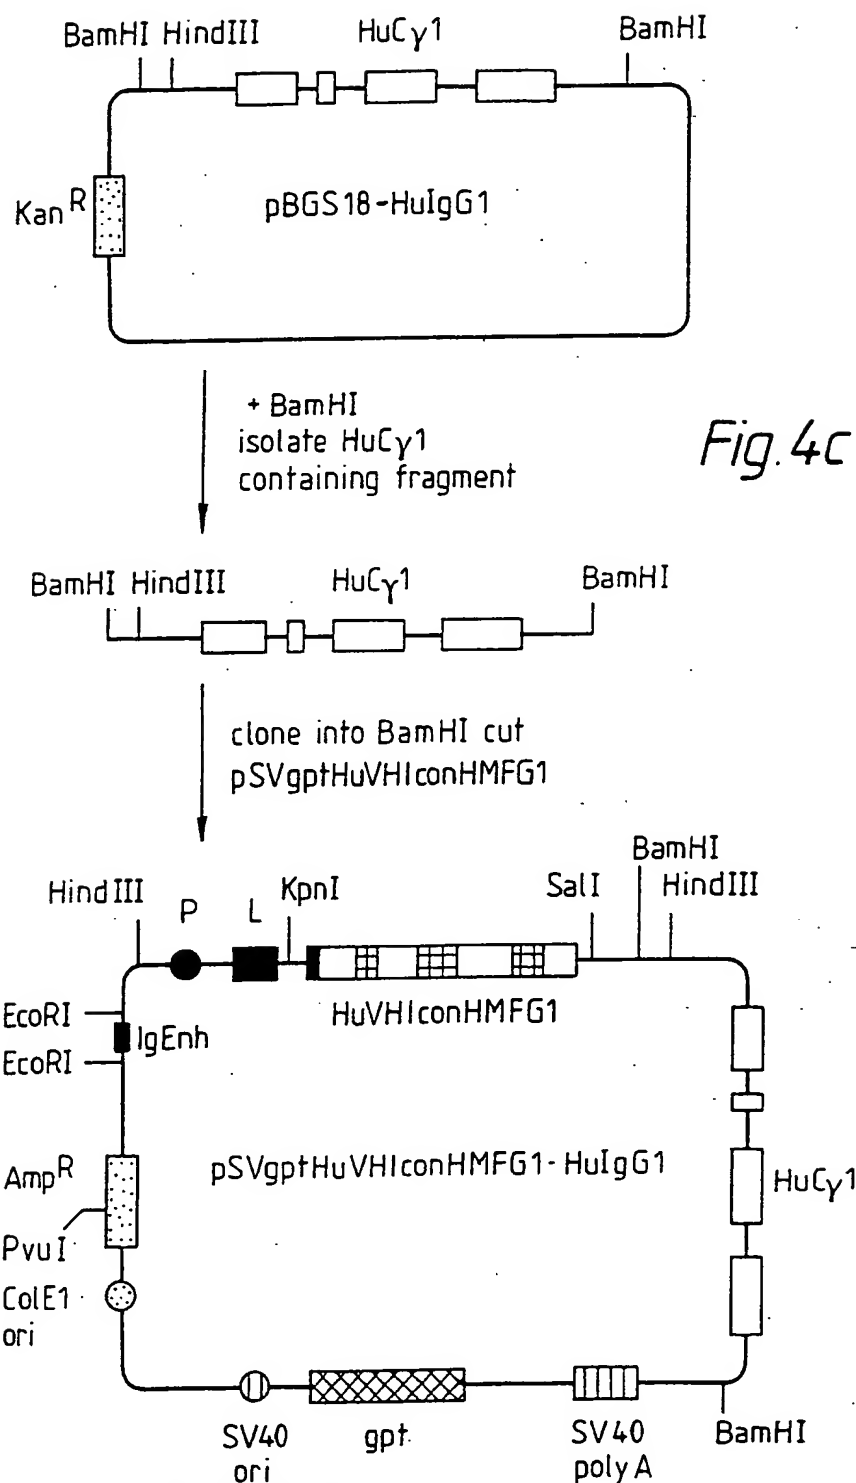 BamHI HindIII HuCγ1 BamHI
Kan R
pBGS18-HuIgG1
+ BamHI
isolate HuCγ1
containing fragment
Fig. 4c
BamHI HindIII HuCγ1 BamHI
clone into BamHI cut
pSVgptHuVHIconHMFG1
BamHI
HindIII P L KpnI SalI HindIII
EcoRI
IgEnh
EcoRI
HuVHIconHMFG1
Amp R
pSVgptHuVHIconHMFG1-HuIgG1
HuCγ1
PvuI
ColE1
ori
SV40
ori
gpt
SV40
poly A
BamHI